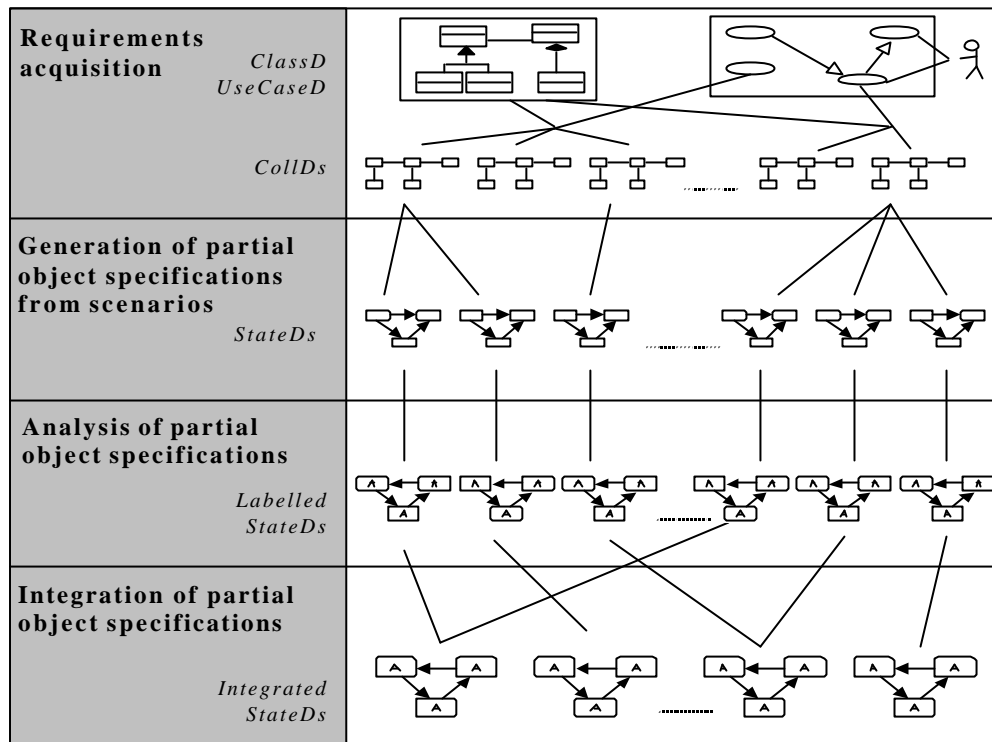 Requirements
acquisition
ClassD
UseCaseD
CollDs
Generation of partial
object specifications
from scenarios
StateDs
Analysis of partial
object specifications
Labelled
StateDs
A A A A A A A A A A A A
A A A A A A
Integration of partial
object specifications
A A A A A A A A
Integrated
StateDs
A A A A